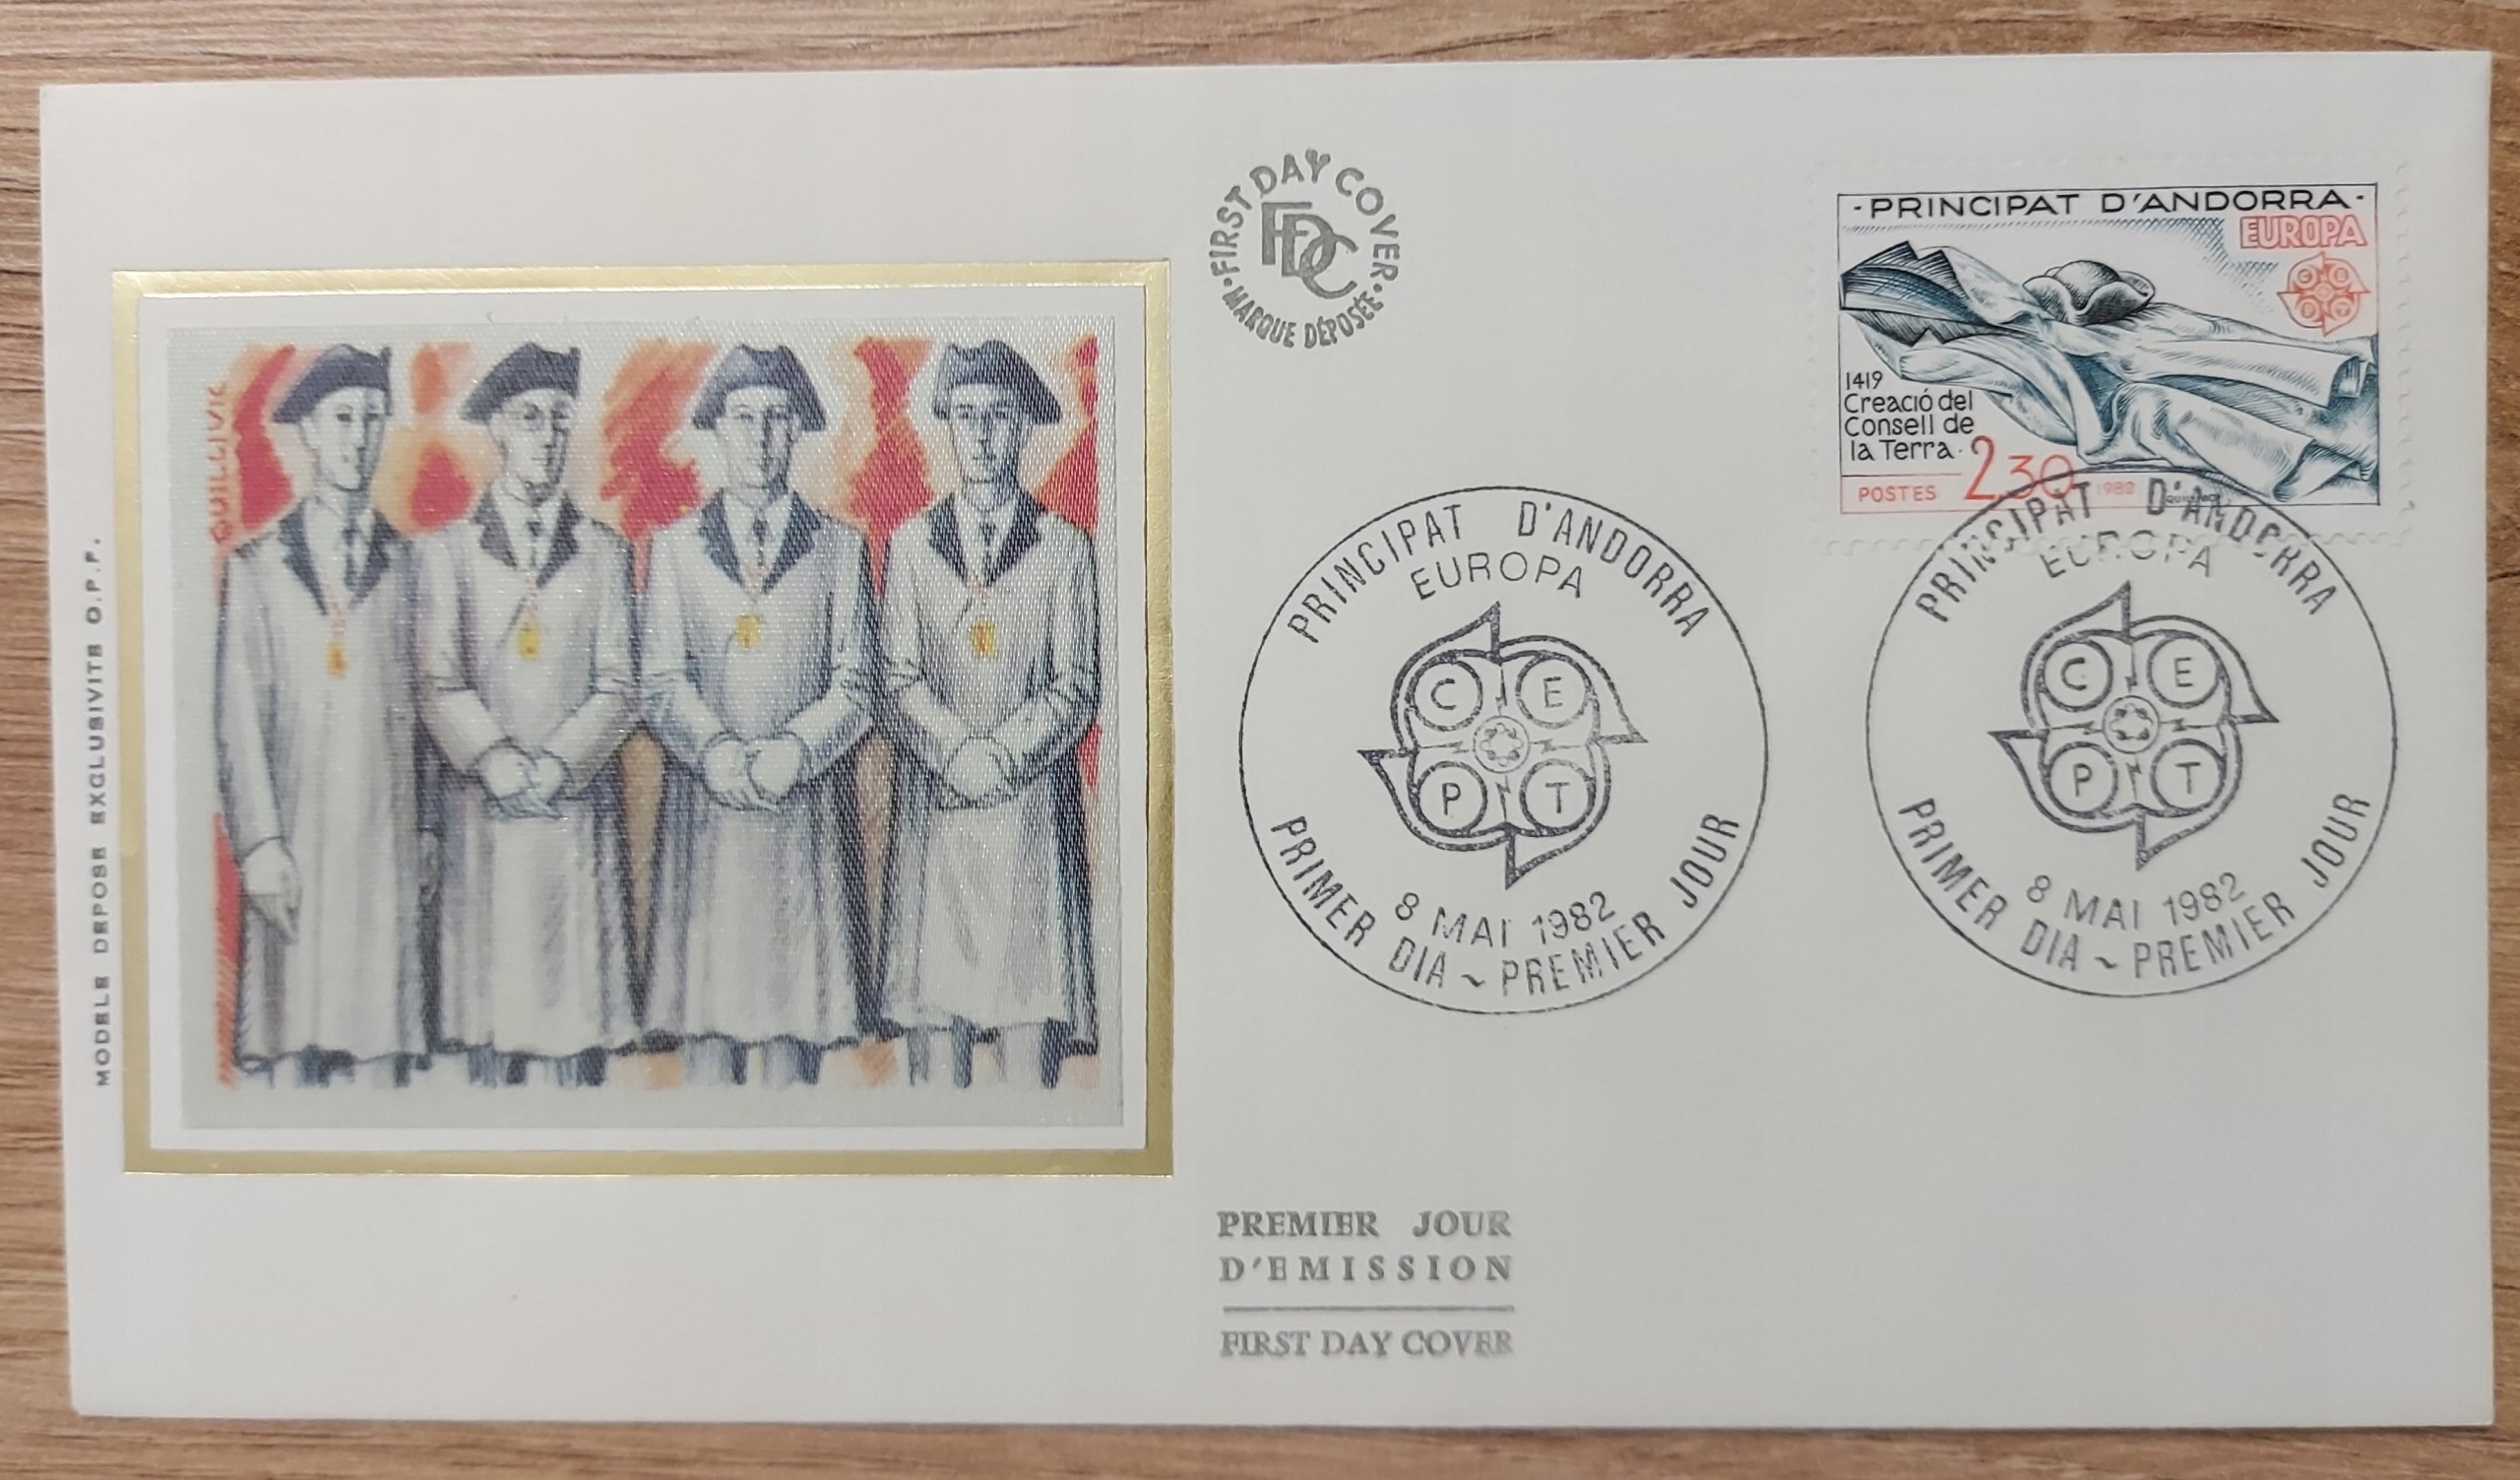 MODELE DEPOSE EXCLUSIVITE O.P.P.
QUILLIVIC
FIRST DAY COVER
FDC
MARQUE DÉPOSÉE
-PRINCIPAT D'ANDORRA-
EUROPA
C E
P T
1419
Creació del
Consell de
la Terra.
2,30
POSTES
1982
PRINCIPAT D'ANDORRA
EUROPA
C E
P T
8 MAI 1982
PRIMER DIA ~ PREMIER JOUR
PRINCIPAT D'ANDORRA
EUROPA
C E
P T
8 MAI 1982
PRIMER DIA ~ PREMIER JOUR
PREMIER JOUR
D'EMISSION
FIRST DAY COVER